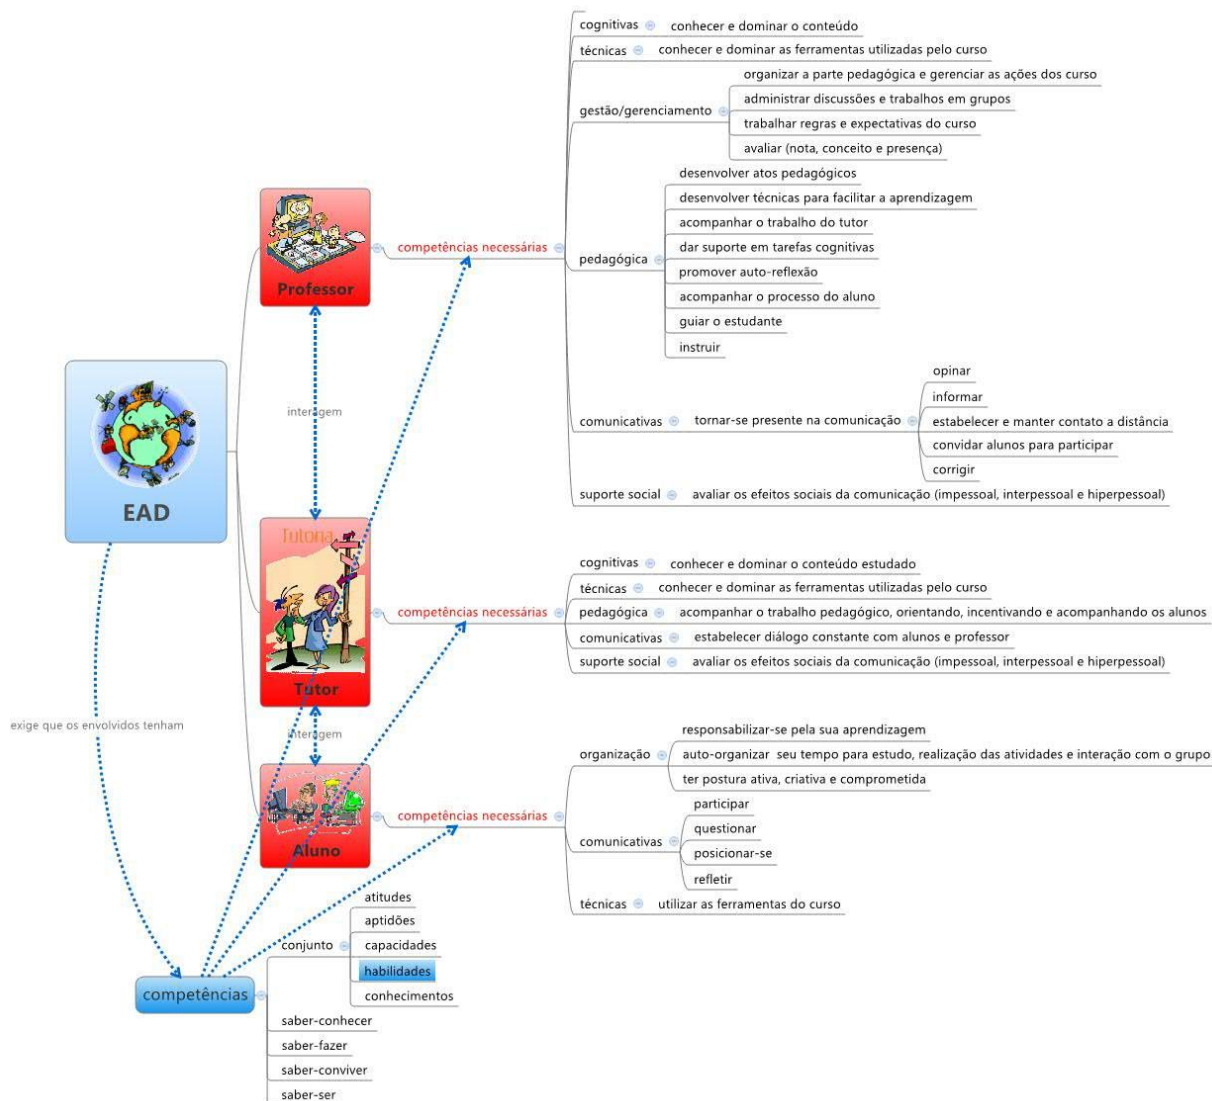 cognitivas conhecer e dominar o conteúdo
técnicas conhecer e dominar as ferramentas utilizadas pelo curso
gestão/gerenciamento
organizar a parte pedagógica e gerenciar as ações dos curso
administrar discussões e trabalhos em grupos
trabalhar regras e expectativas do curso
avaliar (nota, conceito e presença)
Professor
competências necessárias
pedagógica
desenvolver atos pedagógicos
desenvolver técnicas para facilitar a aprendizagem
acompanhar o trabalho do tutor
dar suporte em tarefas cognitivas
promover auto-reflexão
acompanhar o processo do aluno
guiar o estudante
instruir
comunicativas tornar-se presente na comunicação
opinar
informar
estabelecer e manter contato a distância
convidar alunos para participar
corrigir
suporte social avaliar os efeitos sociais da comunicação (impessoal, interpessoal e hiperpessoal)
interagem
EAD
Tutoria
Tutor
competências necessárias
cognitivas conhecer e dominar o conteúdo estudado
técnicas conhecer e dominar as ferramentas utilizadas pelo curso
pedagógica acompanhar o trabalho pedagógico, orientando, incentivando e acompanhando os alunos
comunicativas estabelecer diálogo constante com alunos e professor
suporte social avaliar os efeitos sociais da comunicação (impessoal, interpessoal e hiperpessoal)
exige que os envolvidos tenham
interagem
Aluno
competências necessárias
organização
responsabilizar-se pela sua aprendizagem
auto-organizar seu tempo para estudo, realização das atividades e interação com o grupo
ter postura ativa, criativa e comprometida
comunicativas
participar
questionar
posicionar-se
refletir
técnicas utilizar as ferramentas do curso
competências
conjunto
atitudes
aptidões
capacidades
habilidades
conhecimentos
saber-conhecer
saber-fazer
saber-conviver
saber-ser